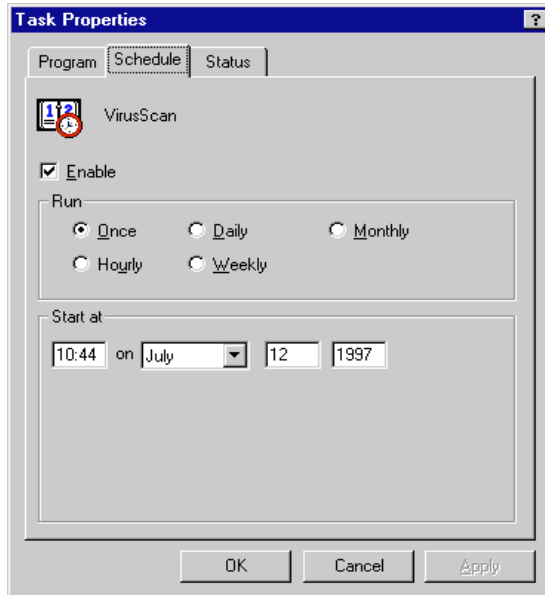 Task Properties ?
Program Schedule Status
12 VirusScan
Enable
Run
Once Daily Monthly
Hourly Weekly
Start at
10:44 on July 12 1997
OK Cancel Apply